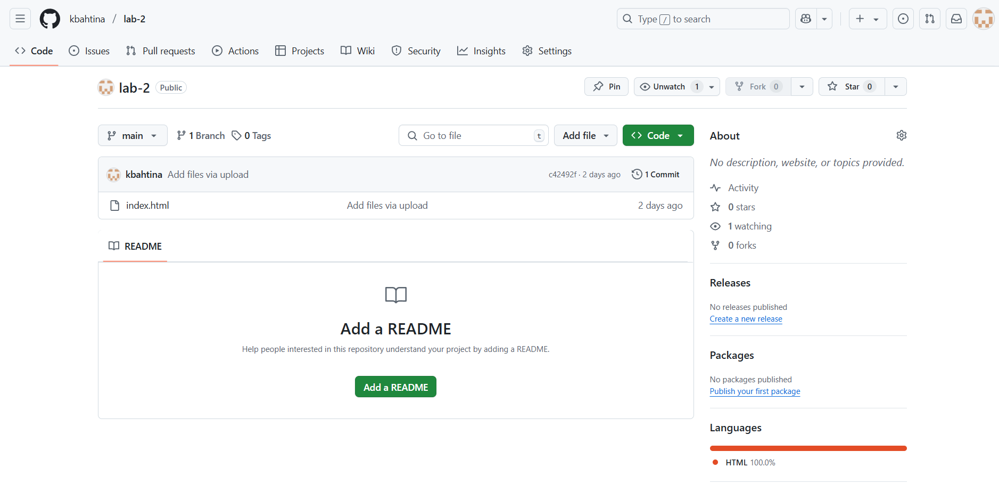 kbahtina / lab-2
Type / to search
Code
Issues
Pull requests
Actions
Projects
Wiki
Security
Insights
Settings
lab-2 Public
Pin
Unwatch 1
Fork 0
Star 0
main
1 Branch
0 Tags
Go to file t
Add file
Code
kbahtina Add files via upload
c42492f · 2 days ago
1 Commit
index.html
Add files via upload
2 days ago
README
Add a README
Help people interested in this repository understand your project by adding a README.
Add a README
About
No description, website, or topics provided.
Activity
0 stars
1 watching
0 forks
Releases
No releases published
Create a new release
Packages
No packages published
Publish your first package
Languages
HTML 100.0%